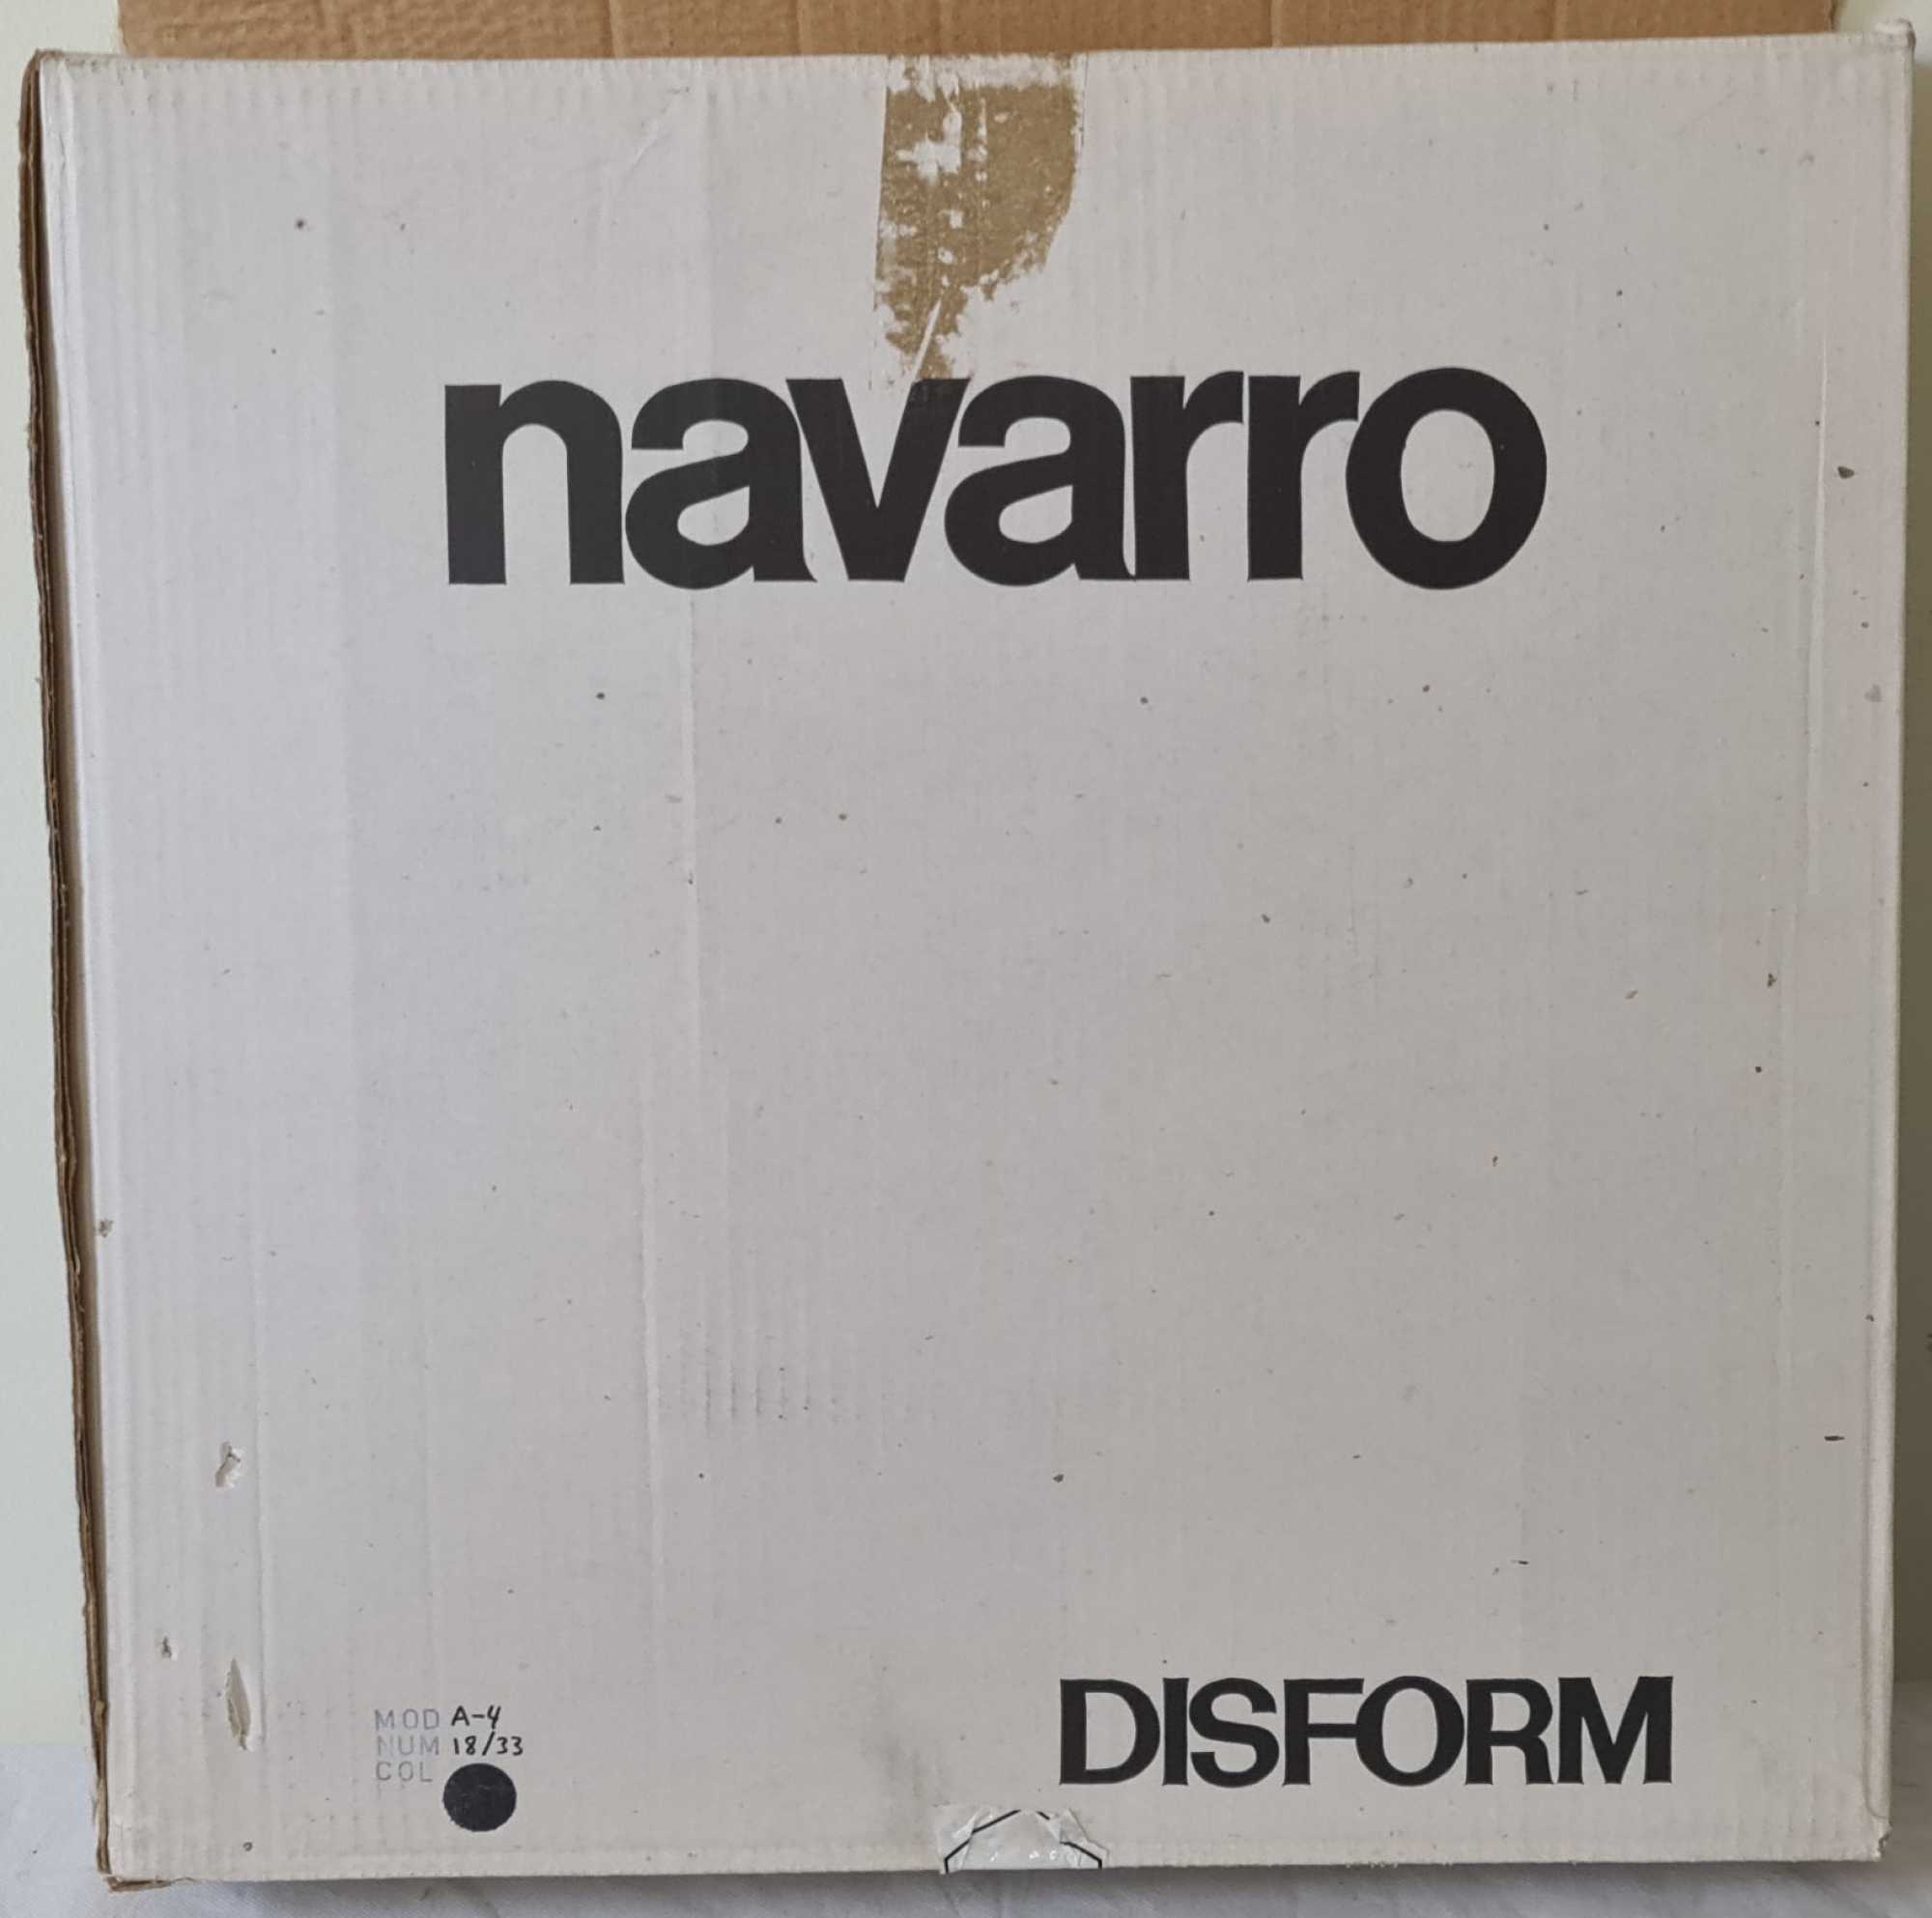 navarro
MOD A-4
NUM 18/33
COL
DISFORM